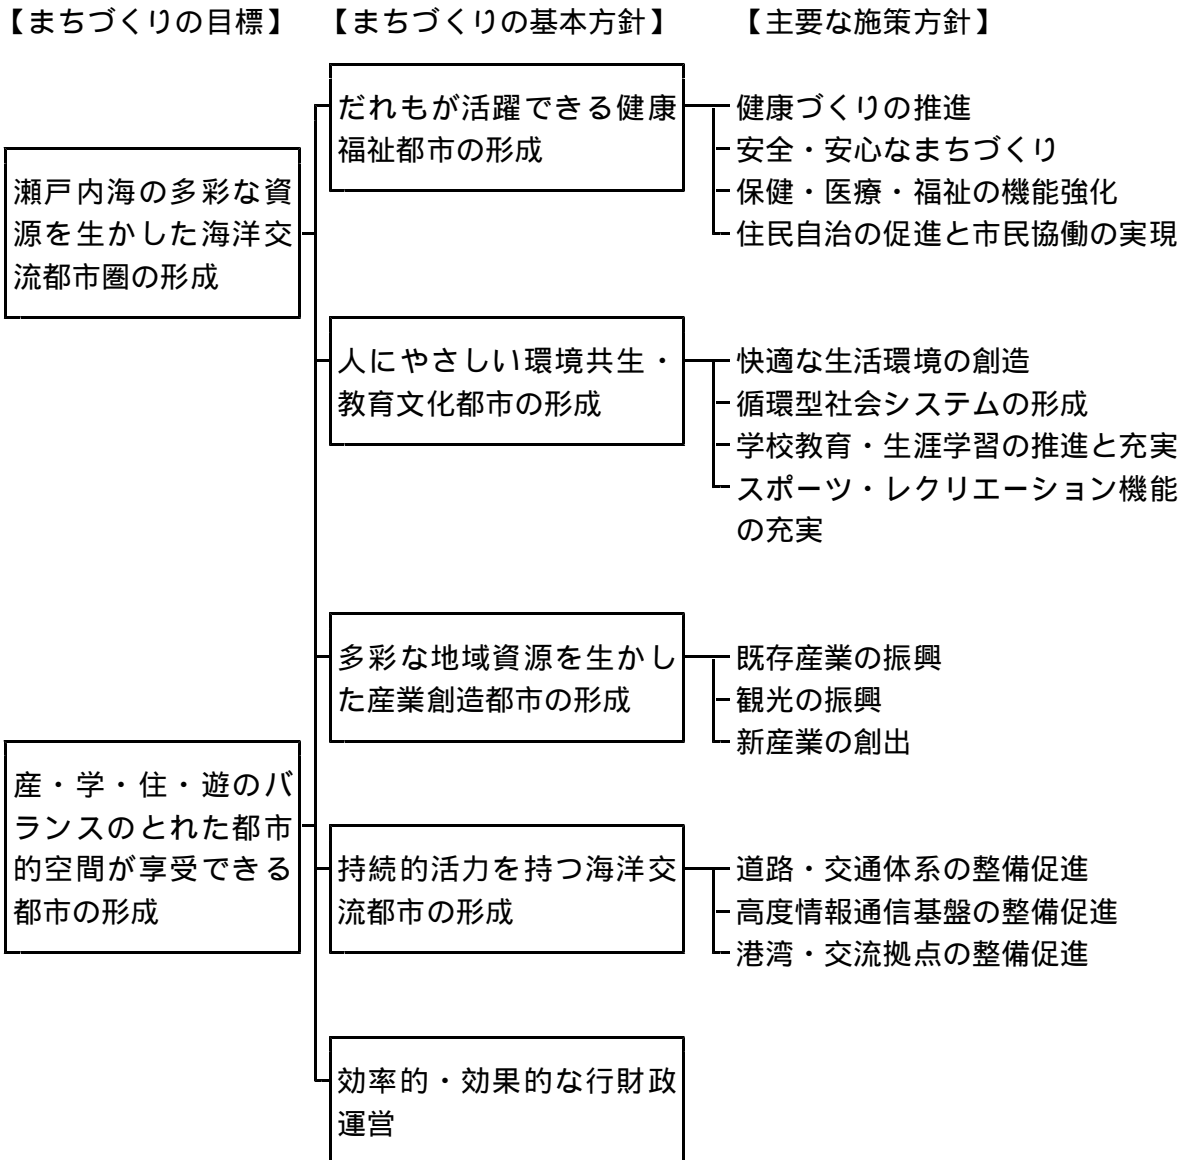 【まちづくりの目標】 【まちづくりの基本方針】 【主要な施策方針】
瀬戸内海の多彩な資
源を生かした海洋交
流都市圏の形成
産・学・住・遊のバ
ランスのとれた都市
的空間が享受できる
都市の形成
だれもが活躍できる健康
福祉都市の形成
健康づくりの推進
安全・安心なまちづくり
保健・医療・福祉の機能強化
住民自治の促進と市民協働の実現
人にやさしい環境共生・
教育文化都市の形成
快適な生活環境の創造
循環型社会システムの形成
学校教育・生涯学習の推進と充実
スポーツ・レクリエーション機能
の充実
多彩な地域資源を生かし
た産業創造都市の形成
既存産業の振興
観光の振興
新産業の創出
持続的活力を持つ海洋交
流都市の形成
道路・交通体系の整備促進
高度情報通信基盤の整備促進
港湾・交流拠点の整備促進
効率的・効果的な行財政
運営